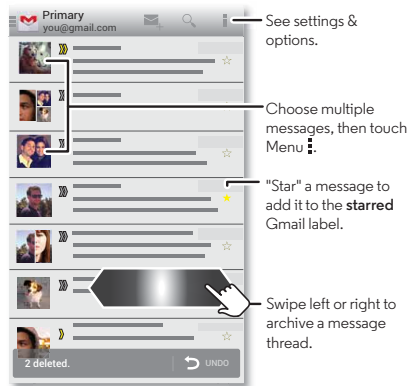 Primary
you@gmail.com
See settings &
options.
Choose multiple
messages, then touch
Menu .
"Star" a message to
add it to the starred
Gmail label.
Swipe left or right to
archive a message
thread.
2 deleted.
UNDO